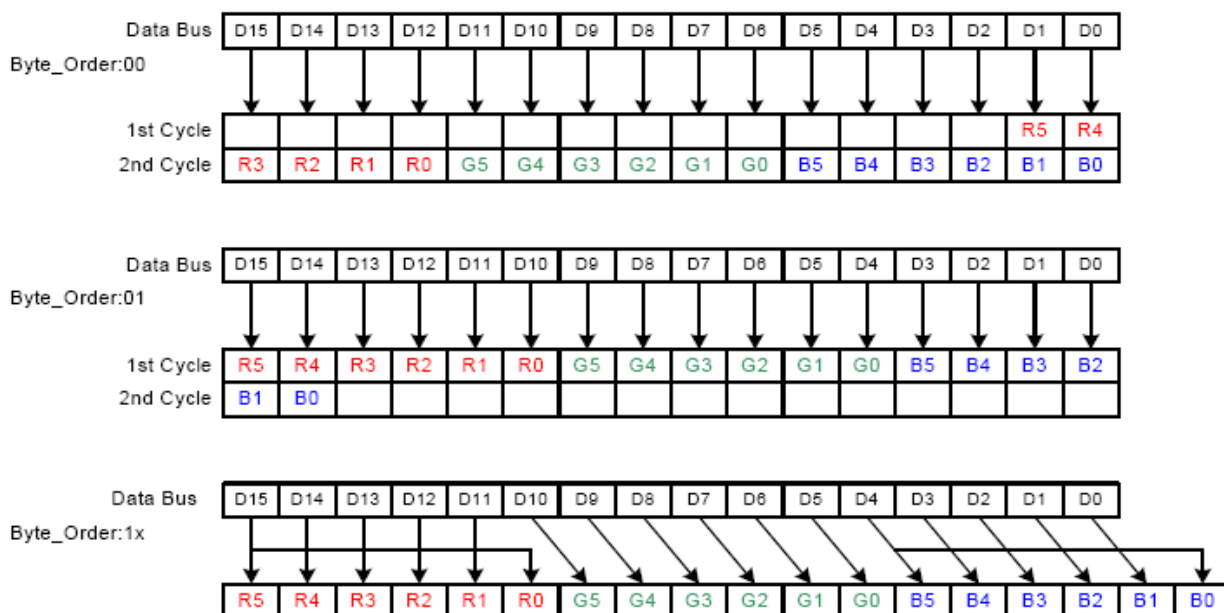 Data Bus D15 D14 D13 D12 D11 D10 D9 D8 D7 D6 D5 D4 D3 D2 D1 D0
Byte_Order:00
1st Cycle R5 R4
2nd Cycle R3 R2 R1 R0 G5 G4 G3 G2 G1 G0 B5 B4 B3 B2 B1 B0
Data Bus D15 D14 D13 D12 D11 D10 D9 D8 D7 D6 D5 D4 D3 D2 D1 D0
Byte_Order:01
1st Cycle R5 R4 R3 R2 R1 R0 G5 G4 G3 G2 G1 G0 B5 B4 B3 B2
2nd Cycle B1 B0
Data Bus D15 D14 D13 D12 D11 D10 D9 D8 D7 D6 D5 D4 D3 D2 D1 D0
Byte_Order:1x
R5 R4 R3 R2 R1 R0 G5 G4 G3 G2 G1 G0 B5 B4 B3 B2 B1 B0